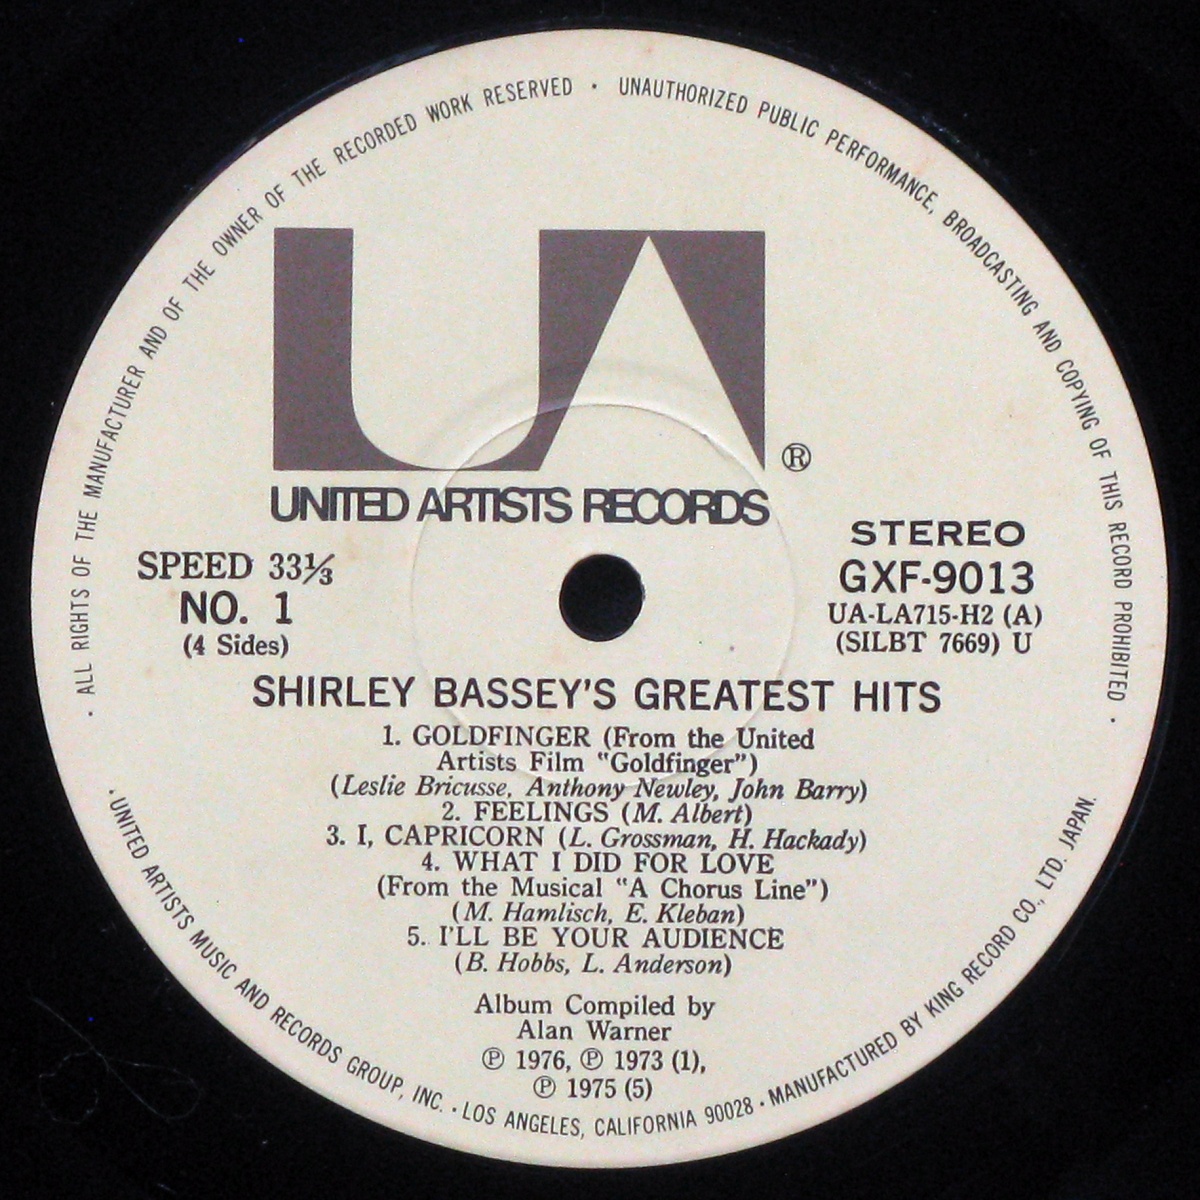 · ALL RIGHTS OF THE MANUFACTURER AND OF THE OWNER OF THE RECORDED WORK RESERVED · UNAUTHORIZED PUBLIC PERFORMANCE, BROADCASTING AND COPYING OF THIS RECORD PROHIBITED ·
UA ®
UNITED ARTISTS RECORDS
SPEED 33⅓
NO. 1
(4 Sides)
STEREO
GXF-9013
UA-LA715-H2 (A)
(SILBT 7669) U
SHIRLEY BASSEY'S GREATEST HITS
1. GOLDFINGER (From the United
Artists Film "Goldfinger")
(Leslie Bricusse, Anthony Newley, John Barry)
2. FEELINGS (M. Albert)
3. I, CAPRICORN (L. Grossman, H. Hackady)
4. WHAT I DID FOR LOVE
(From the Musical "A Chorus Line")
(M. Hamlisch, E. Kleban)
5. I'LL BE YOUR AUDIENCE
(B. Hobbs, L. Anderson)
Album Compiled by
Alan Warner
℗ 1976, ℗ 1973 (1),
℗ 1975 (5)
· UNITED ARTISTS MUSIC AND RECORDS GROUP, INC. · LOS ANGELES, CALIFORNIA 90028 · MANUFACTURED BY KING RECORD CO., LTD. JAPAN.